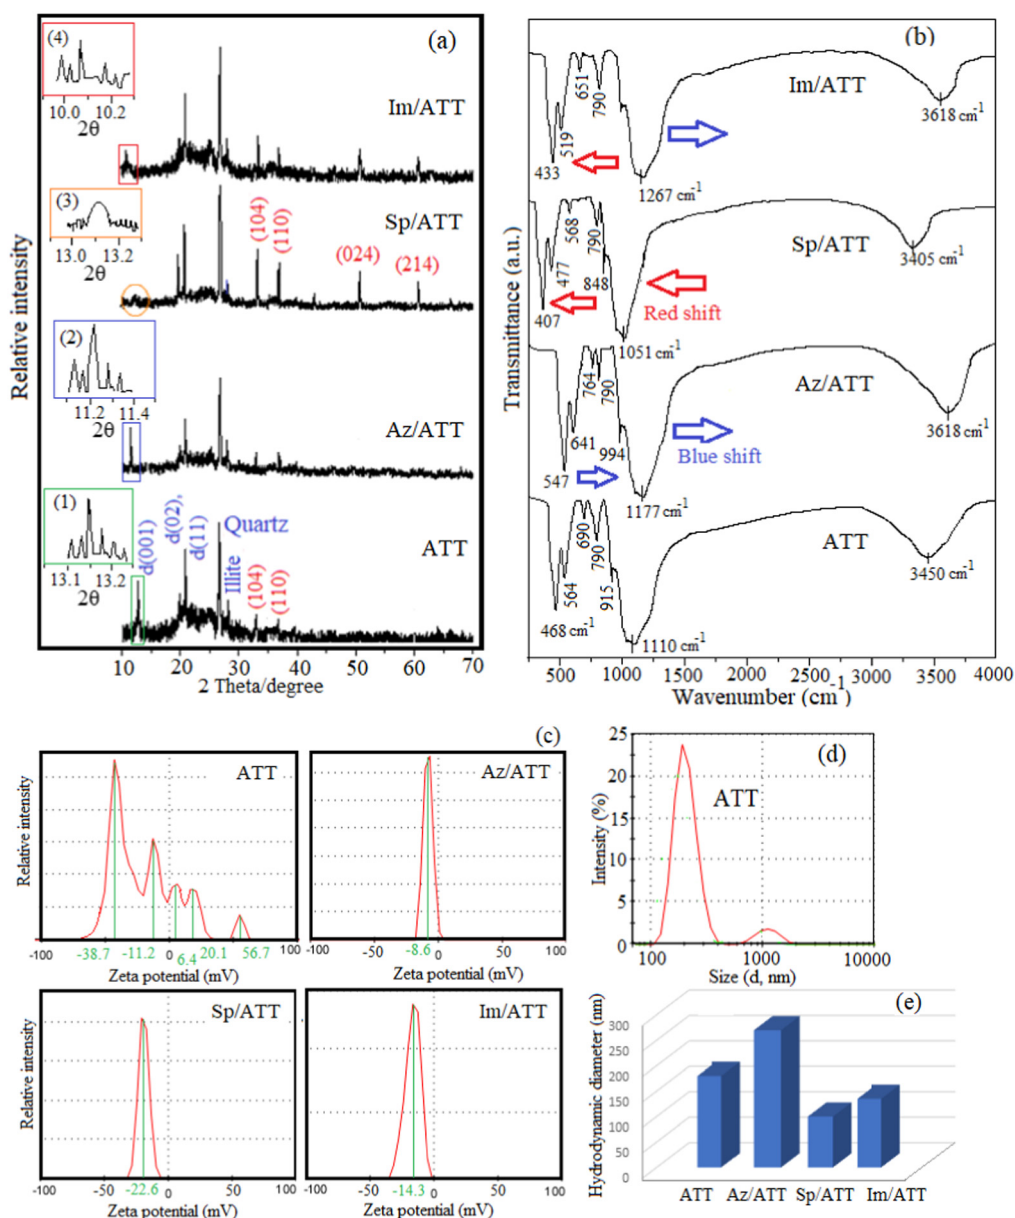 (a)
(4)
10.0 10.2
2θ
Im/ATT
(3)
13.0 13.2
2θ
Sp/ATT
(104)
(110)
(024)
(214)
(2)
11.2 11.4
2θ
Az/ATT
(1)
13.1 13.2
2θ
d(001)
d(02),
d(11)
Quartz
Illite
(104)
(110)
ATT
10 20 30 40 50 60 70
2 Theta/degree
Relative intensity
(b)
Im/ATT
433
519
651
790
1267 cm-1
3618 cm-1
Sp/ATT
407
477
568
790
848
Red shift
1051 cm-1
3405 cm-1
Az/ATT
547
641
764
790
994
Blue shift
1177 cm-1
3618 cm-1
ATT
468 cm-1
564
690
790
915
1110 cm-1
3450 cm-1
500 1000 1500 2000 2500 3000 3500 4000
Wavenumber (cm-1)
Transmittance (a.u.)
(c)
ATT
-100 -38.7 -11.2 0 6.4 20.1 56.7 100
Zeta potential (mV)
Relative intensity
Az/ATT
-100 -50 -8.6 0 50 100
Zeta potential (mV)
Sp/ATT
-100 -50 -22.6 0 50 100
Zeta potential (mV)
Relative intensity
Im/ATT
-100 -50 -14.3 0 50 100
Zeta potential (mV)
(d)
ATT
25
20
15
10
5
0
100 1000 10000
Size (d, nm)
Intensity (%)
(e)
300
250
200
150
100
50
0
ATT Az/ATT Sp/ATT Im/ATT
Hydrodynamic diameter (nm)